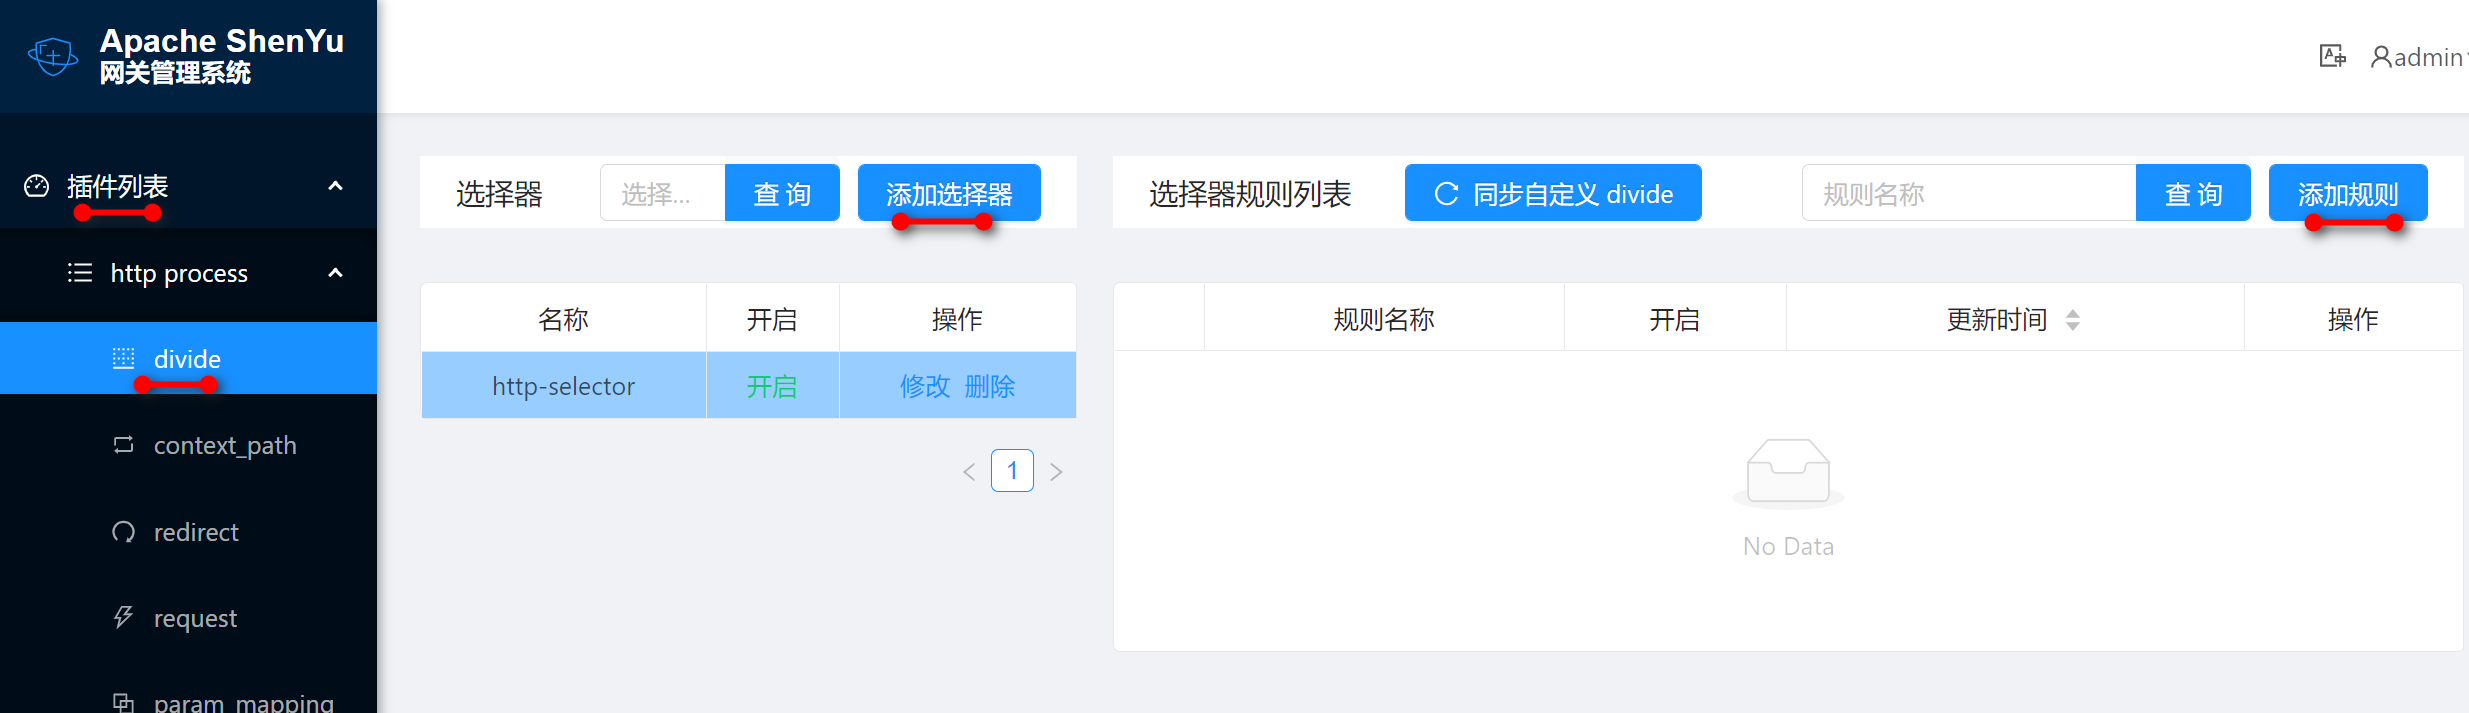 Apache ShenYu
网关管理系统
admin
插件列表
http process
divide
context_path
redirect
request
param_mapping
选择器
选择...
查 询
添加选择器
名称
开启
操作
http-selector
开启
修改 删除
1
选择器规则列表
同步自定义 divide
规则名称
查 询
添加规则
规则名称
开启
更新时间
操作
No Data